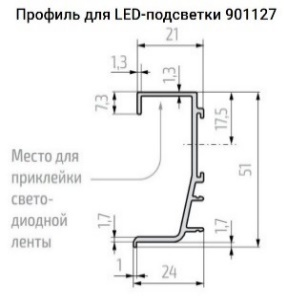 Профиль для LED-подсветки 901127
21
1,3
1,3
7,3
17,5
51
Место для
приклейки
свето-
диодной
ленты
1,7
1,7
1
24